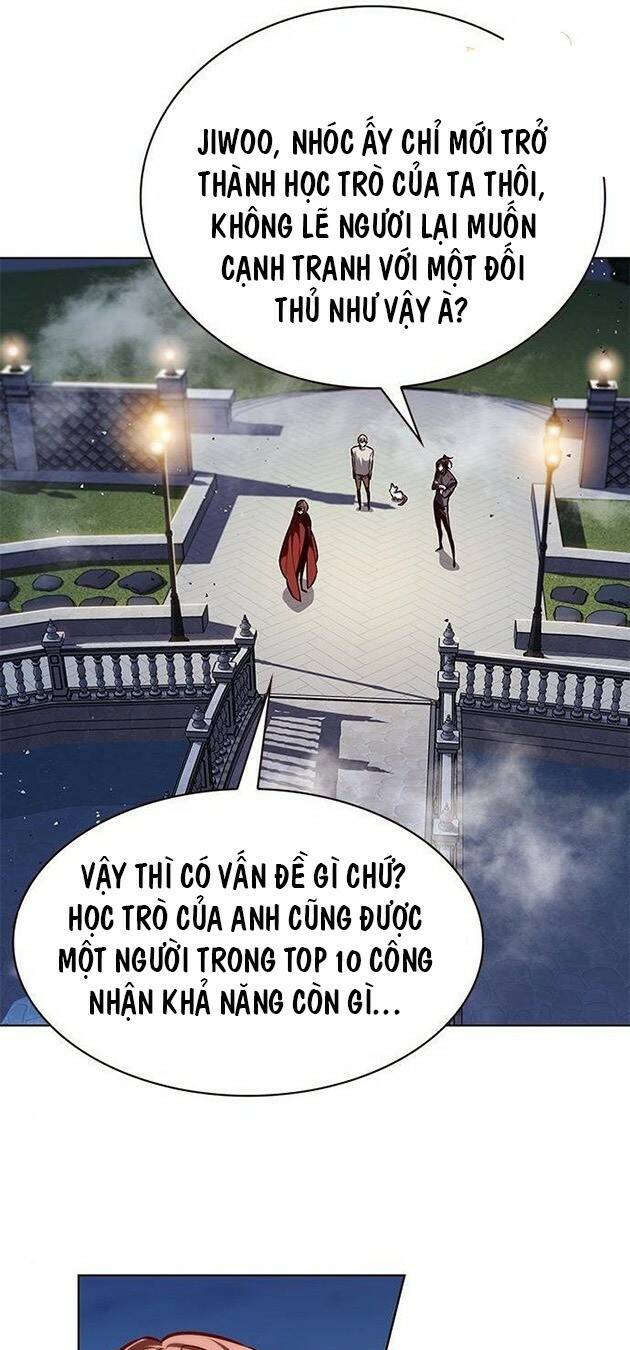 JIWOO, NHÓC ẤY CHỈ MỚI TRỞ
THÀNH HỌC TRÒ CỦA TA THÔI,
KHÔNG LẼ NGƯƠI LẠI MUỐN
CẠNH TRANH VỚI MỘT ĐỐI
THỦ NHƯ VẬY À?
VẬY THÌ CÓ VẤN ĐỀ GÌ CHỨ?
HỌC TRÒ CỦA ANH CŨNG ĐƯỢC
MỘT NGƯỜI TRONG TOP 10 CÔNG
NHẬN KHẢ NĂNG CÒN GÌ...